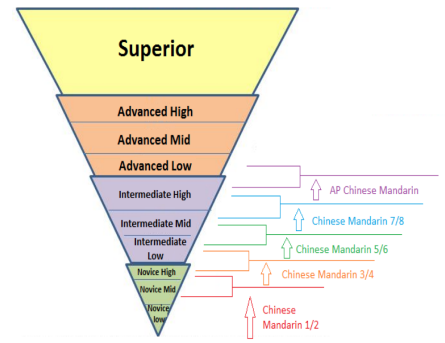 Superior
Advanced High
Advanced Mid
Advanced Low
Intermediate High
AP Chinese Mandarin
Intermediate Mid
Chinese Mandarin 7/8
Intermediate
Low
Chinese Mandarin 5/6
Novice High
Chinese Mandarin 3/4
Novice Mid
Novice
low
Chinese
Mandarin 1/2